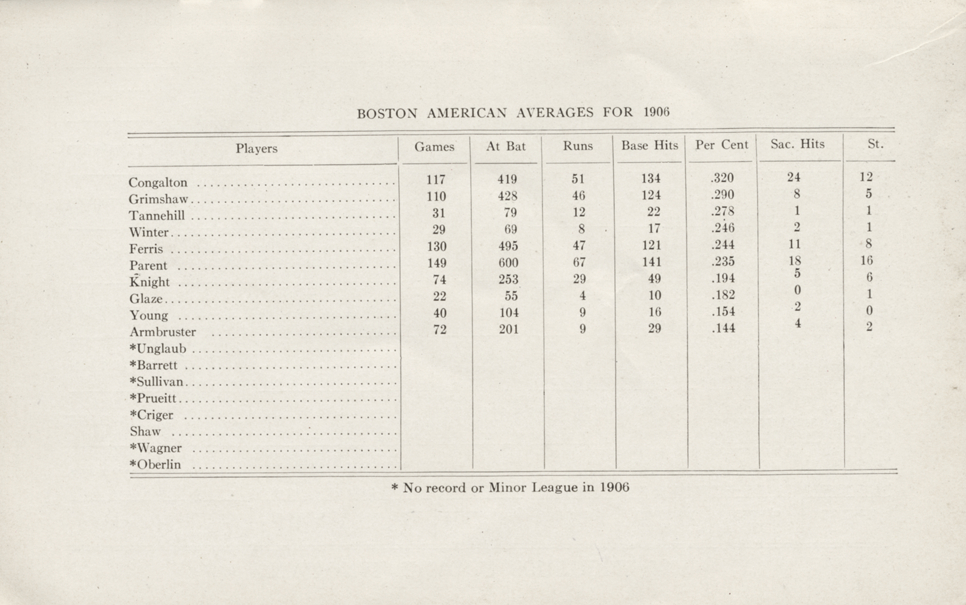 BOSTON AMERICAN AVERAGES FOR 1906
Players Games At Bat Runs Base Hits Per Cent Sac. Hits St.
Congalton 117 419 51 134 .320 24 12
Grimshaw 110 428 46 124 .290 8 5
Tannehill 31 79 12 22 .278 1 1
Winter 29 69 8 17 .246 2 1
Ferris 130 495 47 121 .244 11 8
Parent 149 600 67 141 .235 18 16
Knight 74 253 29 49 .194 5 6
Glaze 22 55 4 10 .182 0 1
Young 40 104 9 16 .154 2 0
Armbruster 72 201 9 29 .144 4 2
*Unglaub
*Barrett
*Sullivan
*Prueitt
*Criger
Shaw
*Wagner
*Oberlin
* No record or Minor League in 1906